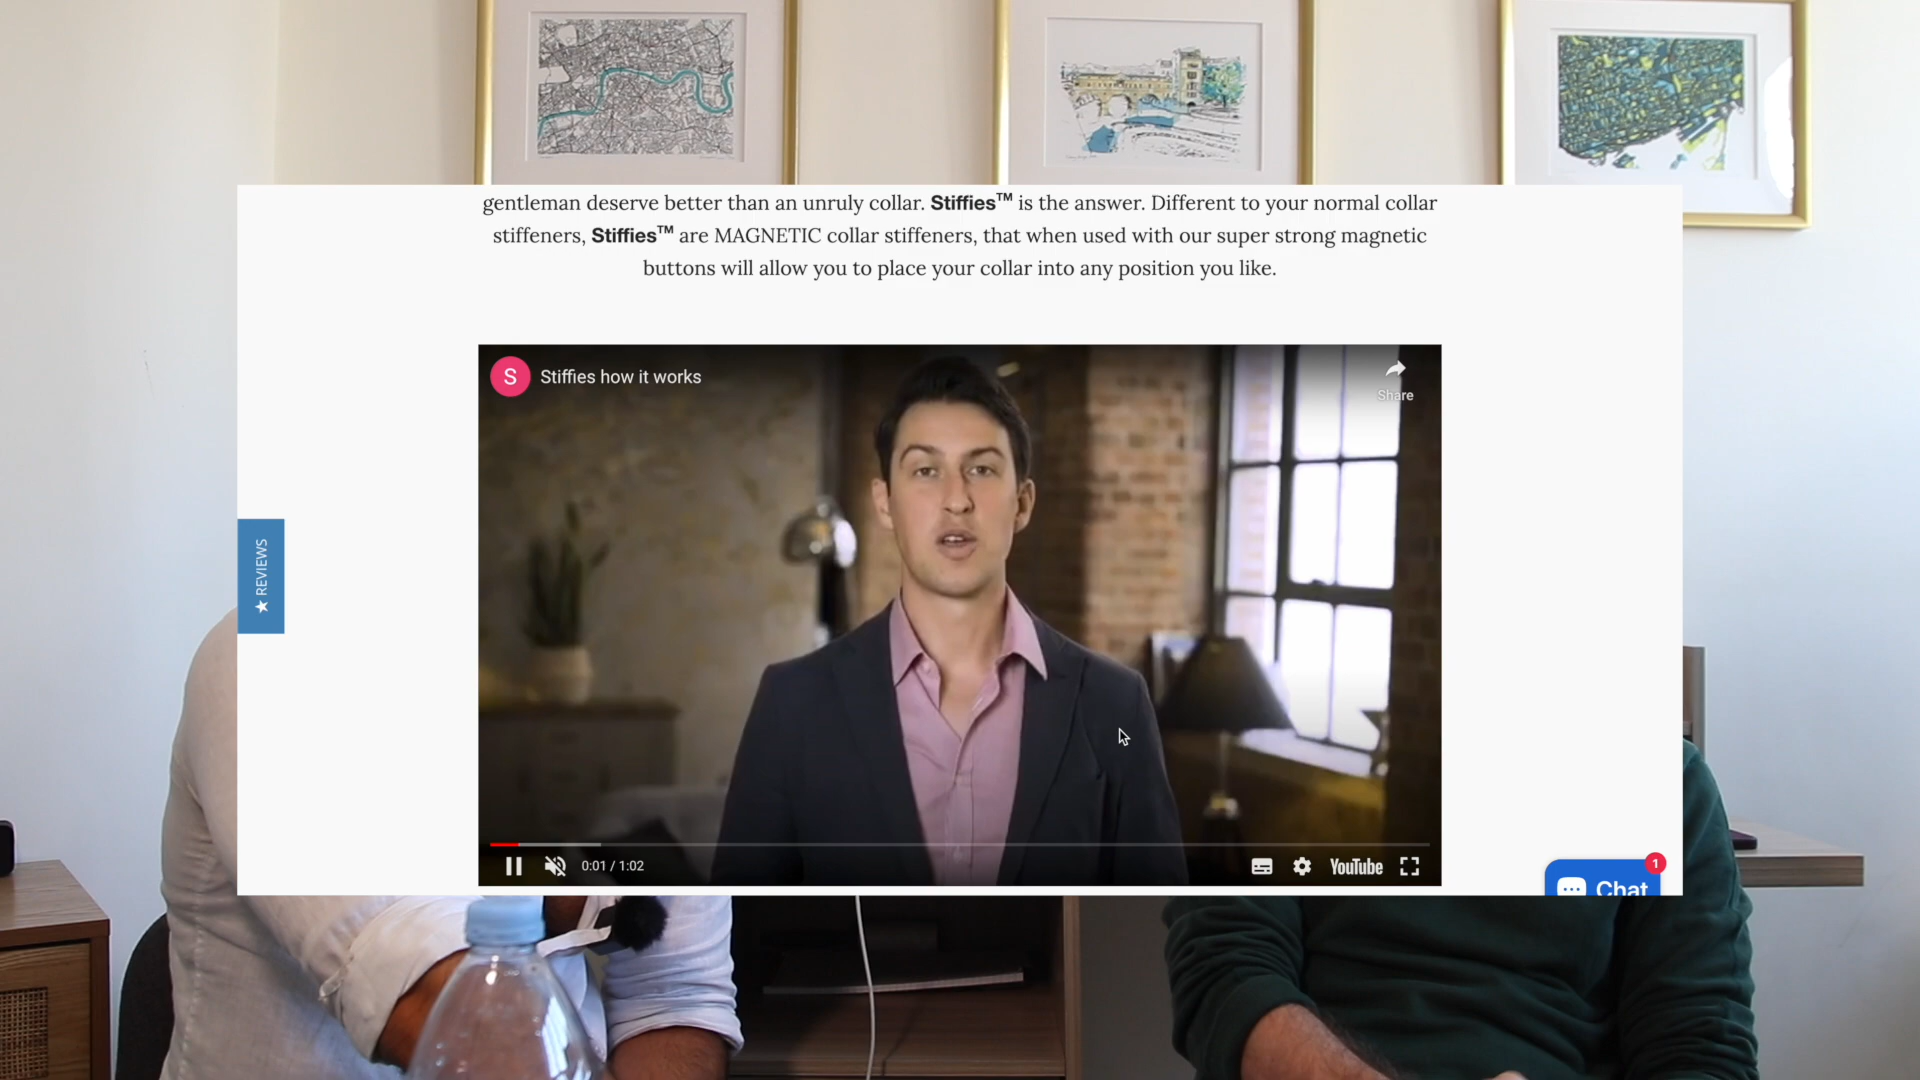 gentleman deserve better than an unruly collar. Stiffies™ is the answer. Different to your normal collar
stiffeners, Stiffies™ are MAGNETIC collar stiffeners, that when used with our super strong magnetic
buttons will allow you to place your collar into any position you like.
S
Stiffies how it works
Share
★ REVIEWS
0:01 / 1:02
YouTube
1
Chat